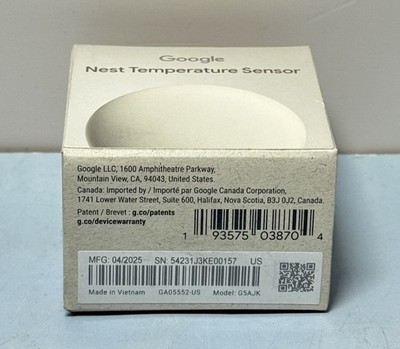 Google
Nest Temperature Sensor
Google LLC, 1600 Amphitheatre Parkway,
Mountain View, CA, 94043, United States.
Canada: Imported by / Importé par Google Canada Corporation,
1741 Lower Water Street, Suite 600, Halifax, Nova Scotia, B3J 0J2, Canada.
Patent / Brevet : g.co/patents
g.co/devicewarranty
1 93575 03870 4
MFG: 04/2025 SN: 54231J3KE00157 US
Made in Vietnam GA05552-US Model: G5AJK